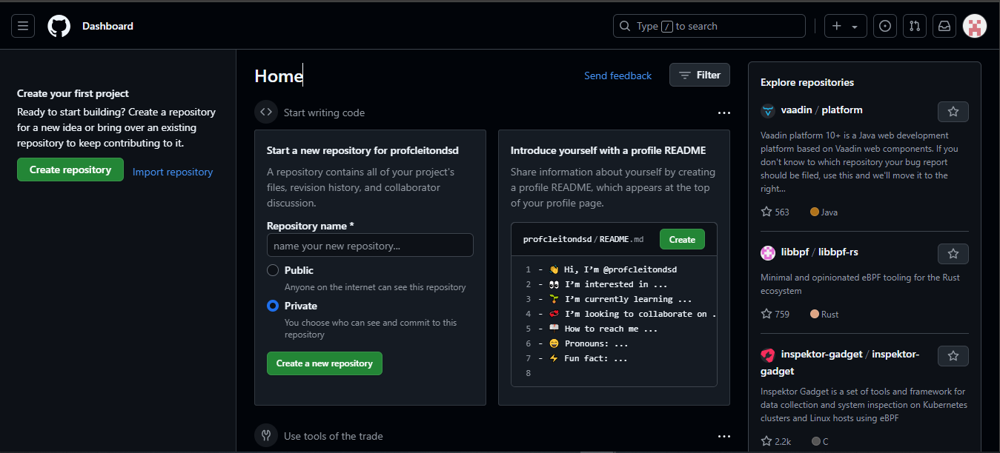 Dashboard
Type / to search
Create your first project
Ready to start building? Create a repository
for a new idea or bring over an existing
repository to keep contributing to it.
Create repository
Import repository
Home
Send feedback
Filter
Start writing code
Start a new repository for profcleitondsd
A repository contains all of your project's
files, revision history, and collaborator
discussion.
Repository name *
name your new repository...
Public
Anyone on the internet can see this repository
Private
You choose who can see and commit to this
repository
Create a new repository
Introduce yourself with a profile README
Share information about yourself by creating
a profile README, which appears at the top
of your profile page.
profcleitondsd / README.md
Create
1 - 👋 Hi, I’m @profcleitondsd
2 - 👀 I’m interested in ...
3 - 🌱 I’m currently learning ...
4 - 💞️ I’m looking to collaborate on .
5 - 📫 How to reach me ...
6 - 😄 Pronouns: ...
7 - ⚡ Fun fact: ...
8
Use tools of the trade
Explore repositories
vaadin / platform
Vaadin platform 10+ is a Java web development
platform based on Vaadin web components. If you
don't know to which repository your bug report
should be filed, use this and we'll move it to the
right...
563
Java
libbpf / libbpf-rs
Minimal and opinionated eBPF tooling for the Rust
ecosystem
759
Rust
inspektor-gadget / inspektor-
gadget
Inspektor Gadget is a set of tools and framework for
data collection and system inspection on Kubernetes
clusters and Linux hosts using eBPF
2.2k
C